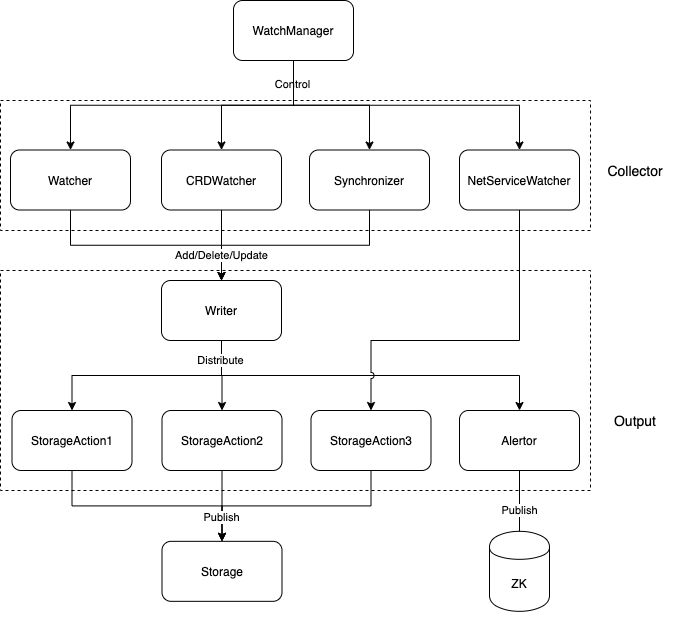 WatchManager
Control
Watcher
CRDWatcher
Synchronizer
NetServiceWatcher
Collector
Add/Delete/Update
Writer
Distribute
StorageAction1
StorageAction2
StorageAction3
Alertor
Output
Publish
Publish
Storage
ZK